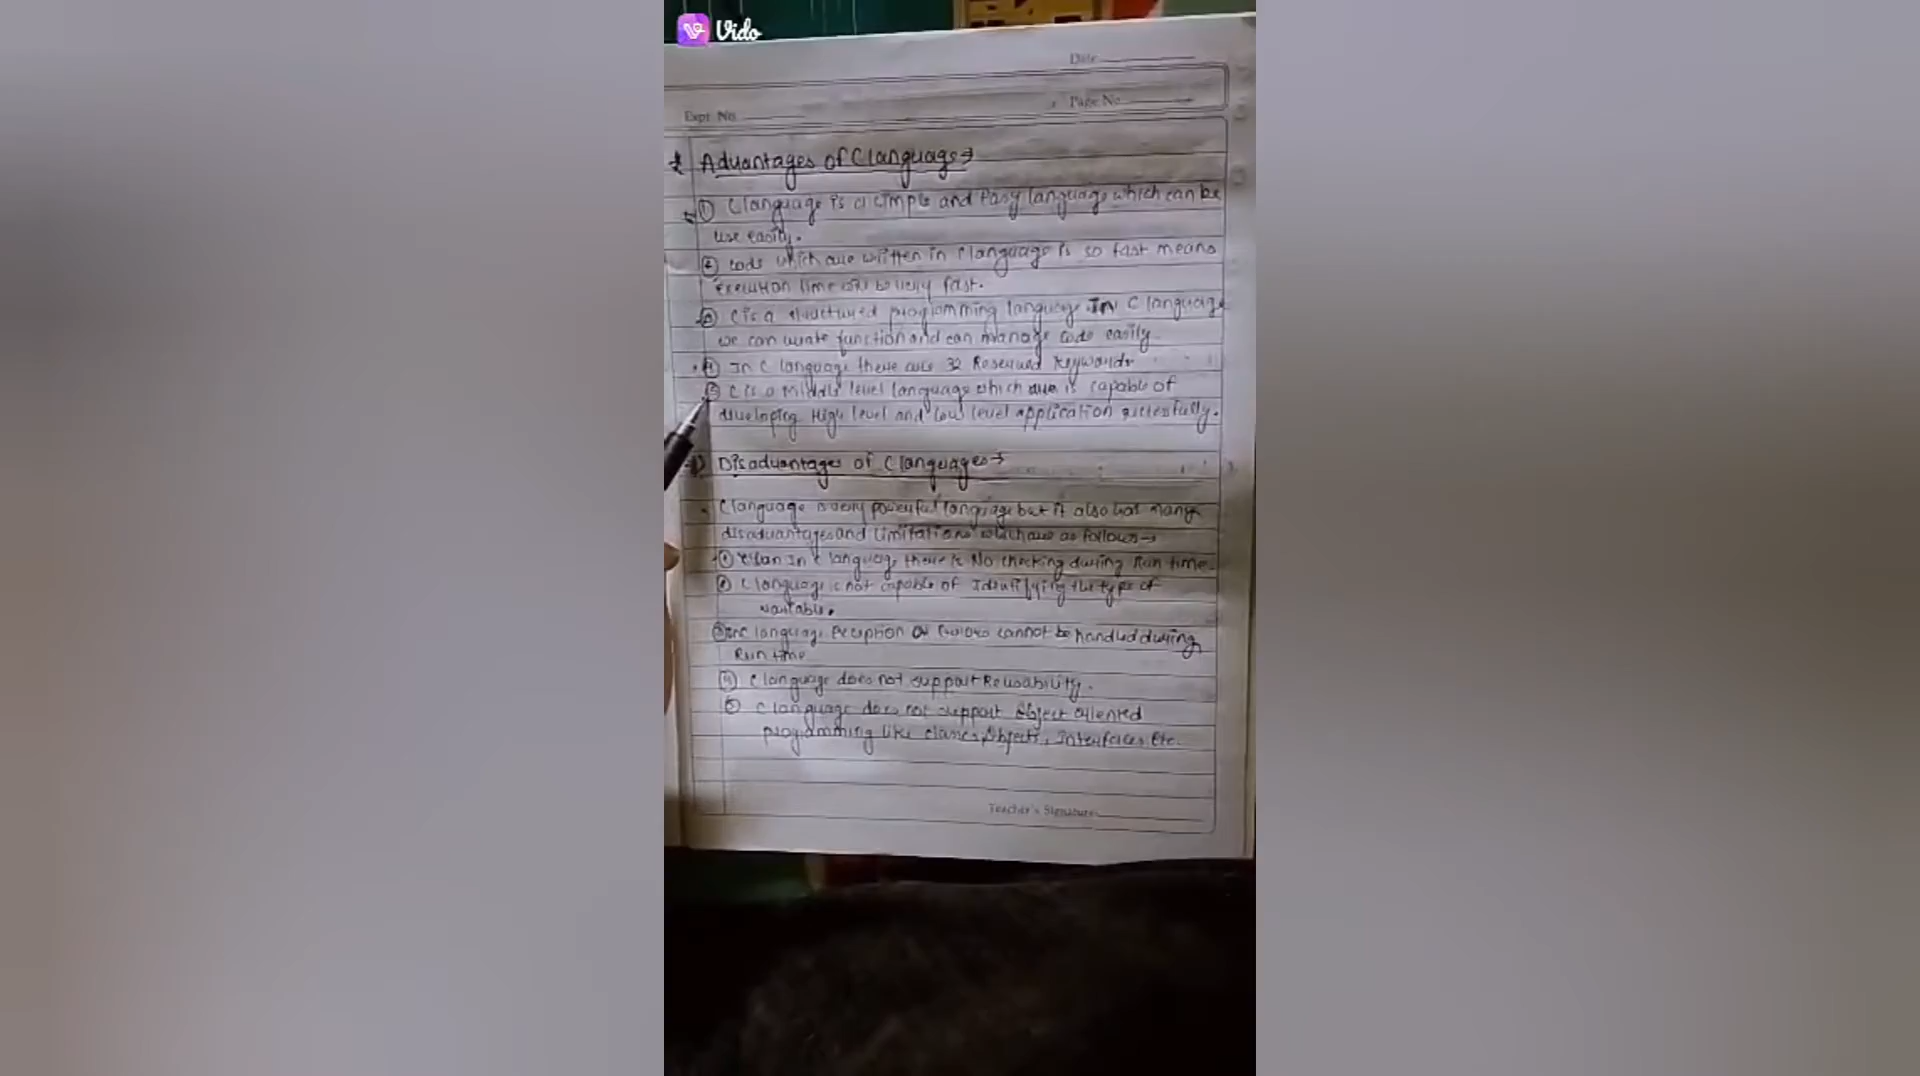 Vido
Date
Page No
Expt. No.
Advantages of C language →
① C language is a simple and Easy language which can be
use easily.
② code which are written in C language is so fast means
Execution time will be very fast.
③ C is a structured programming language In C language
we can create function and can manage code easily.
④ In C language there are 32 Reserved keywords
⑤ C is a middle level language which is capable of
developing High level and low level application successfully.
Disadvantages of C languages →
C language is very powerful language but it also has many
disadvantages and Limitations which are as follows →
① In C language there is No checking during Run time.
② C language is not capable of Identifying the type of
variable.
③ In C language Exception or Errors cannot be handled during
Run time
④ C language does not support Reusability.
⑤ C language does not support Object oriented
programming like classes, Objects, Interfaces Etc.
Teacher's Signature